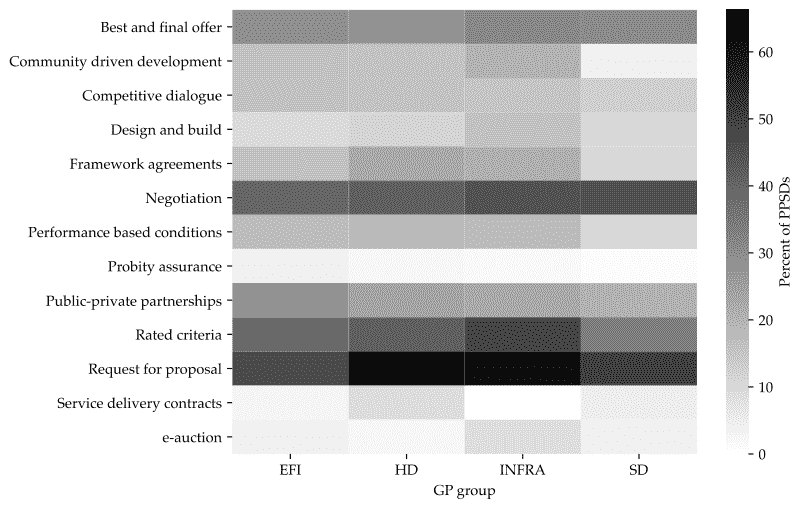 Best and final offer
Community driven development
Competitive dialogue
Design and build
Framework agreements
Negotiation
Performance based conditions
Probity assurance
Public-private partnerships
Rated criteria
Request for proposal
Service delivery contracts
e-auction
EFI HD INFRA SD
GP group
60
50
40
30
20
10
0
Percent of PPSDs